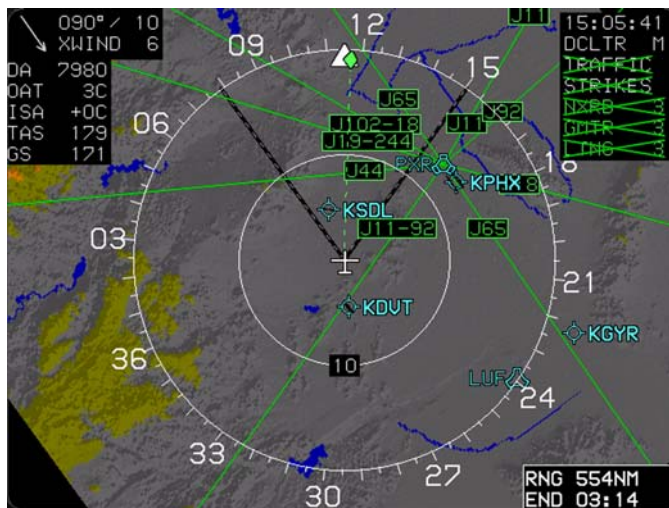 090°/ 10
XWIND 6
DA 7980
OAT 3C
ISA +0C
TAS 179
GS 171
15:05:41
DCLTR M
TRAFFIC
STRIKES
NXRD
12
09
15
06
18
03
21
36
24
33
27
30
J11
J65
J92
J102-18
J11
J19-244
J44
J11-92
J65
PXR
KPHX
KSDL
KDVT
KGYR
LUF
10
RNG 554NM
END 03:14